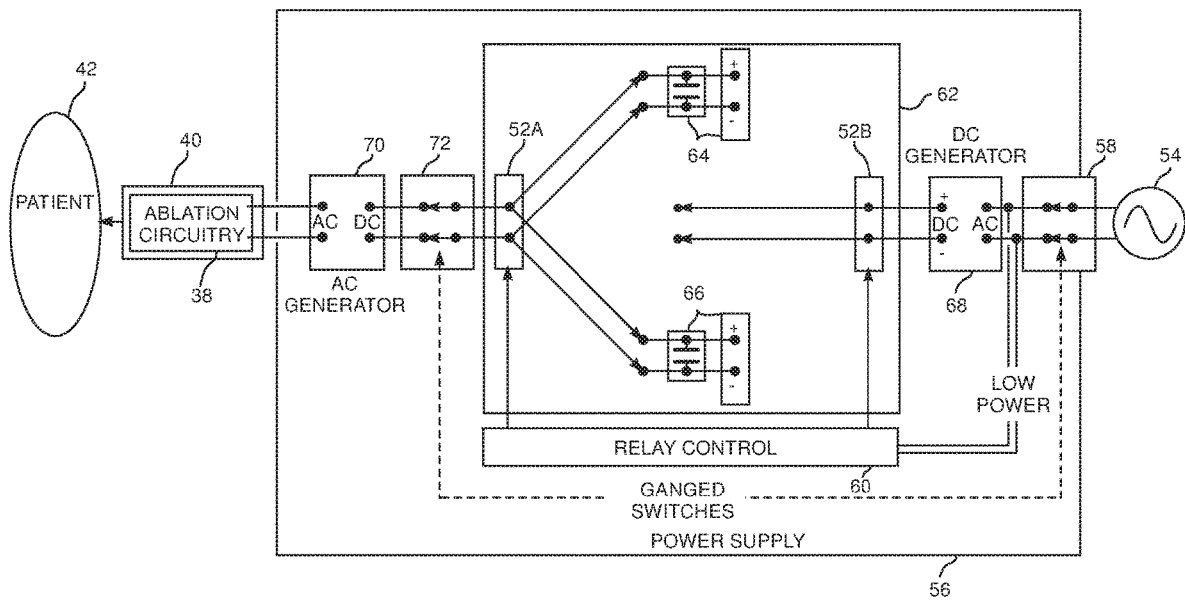 42
PATIENT
40
ABLATION
CIRCUITRY
38
70
AC
DC
AC
GENERATOR
72
52A
+
-
64
66
+
-
62
52B
DC
GENERATOR
+
DC
AC
-
68
58
54
LOW
POWER
RELAY CONTROL
60
GANGED
SWITCHES
POWER SUPPLY
56